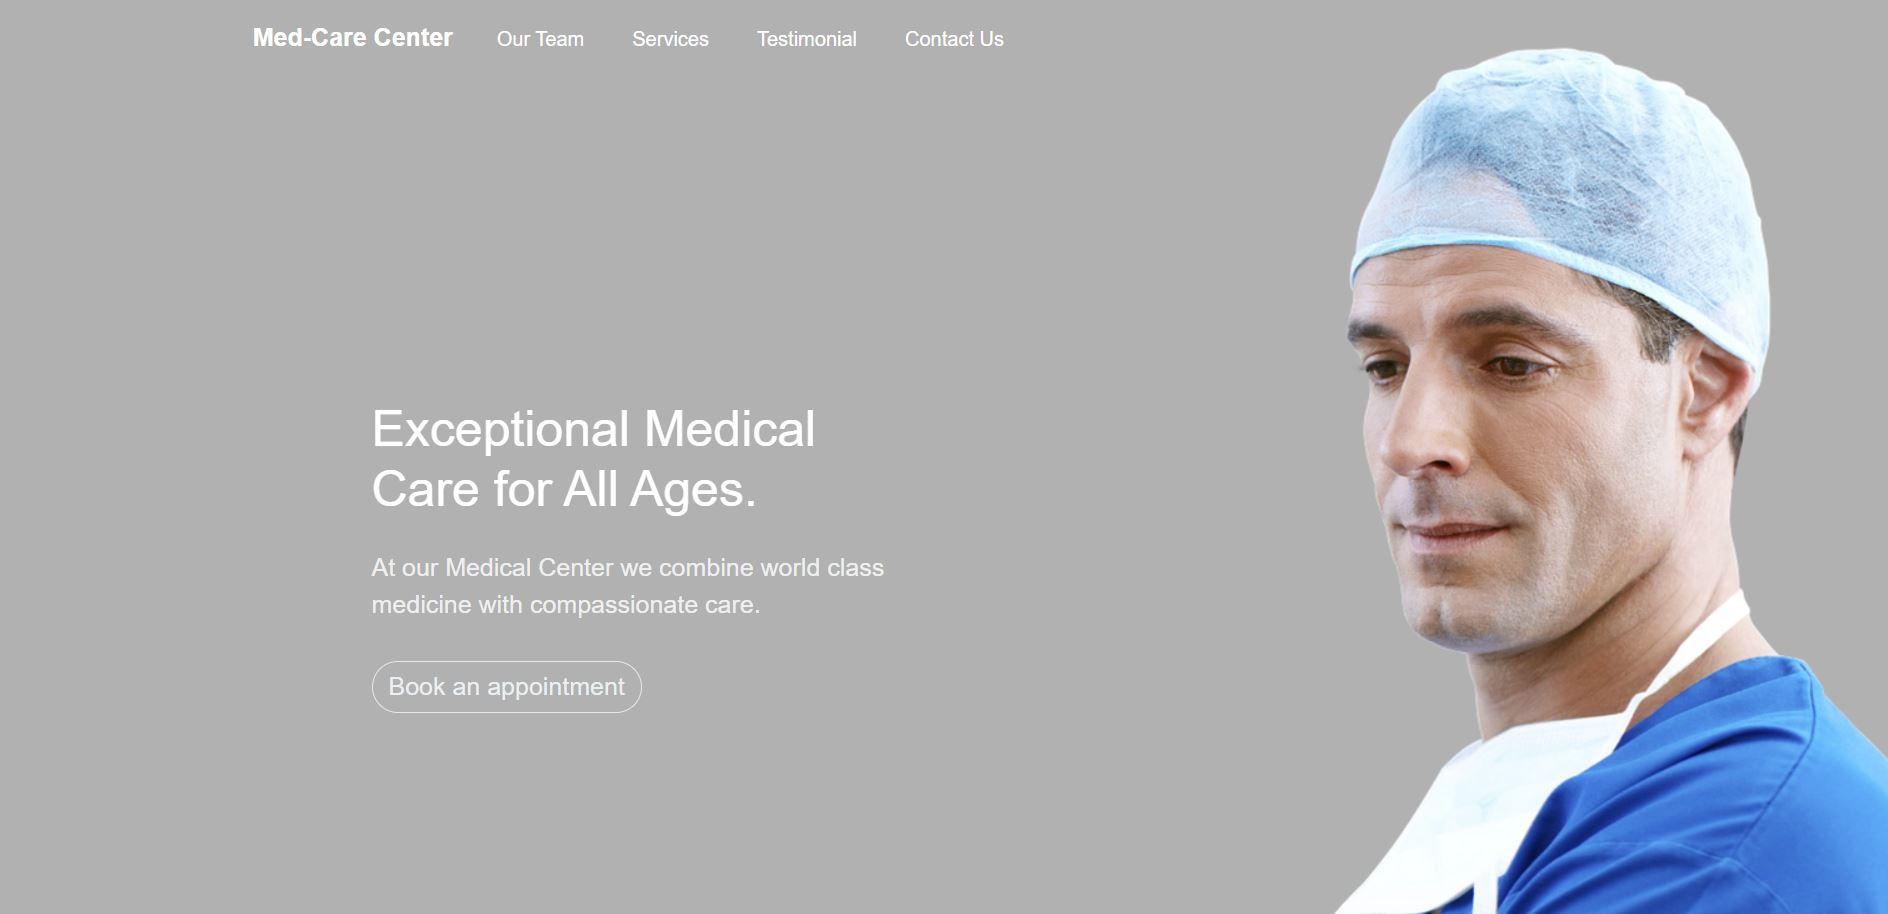 Med-Care Center Our Team Services Testimonial Contact Us
Exceptional Medical
Care for All Ages.
At our Medical Center we combine world class
medicine with compassionate care.
Book an appointment